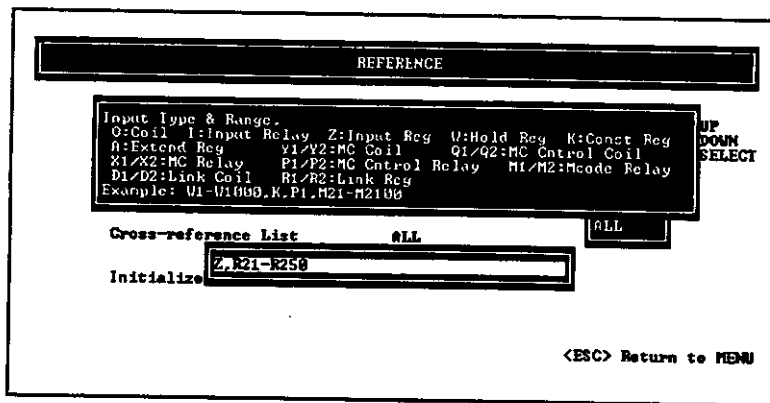 REFERENCE
Input Type & Range.
O:Coil I:Input Relay Z:Input Reg W:Hold Reg K:Const Reg
A:Extend Reg Y1/Y2:MC Coil Q1/Q2:MC Cntrol Coil
X1/X2:MC Relay P1/P2:MC Cntrol Relay M1/M2:Mcode Relay
D1/D2:Link Coil R1/R2:Link Reg
Example: W1-W1000,K,P1,M21-M2100
UP
DOWN
SELECT
ALL
Cross-reference List ALL
Initialize
Z,R21-R250
<ESC> Return to MENU